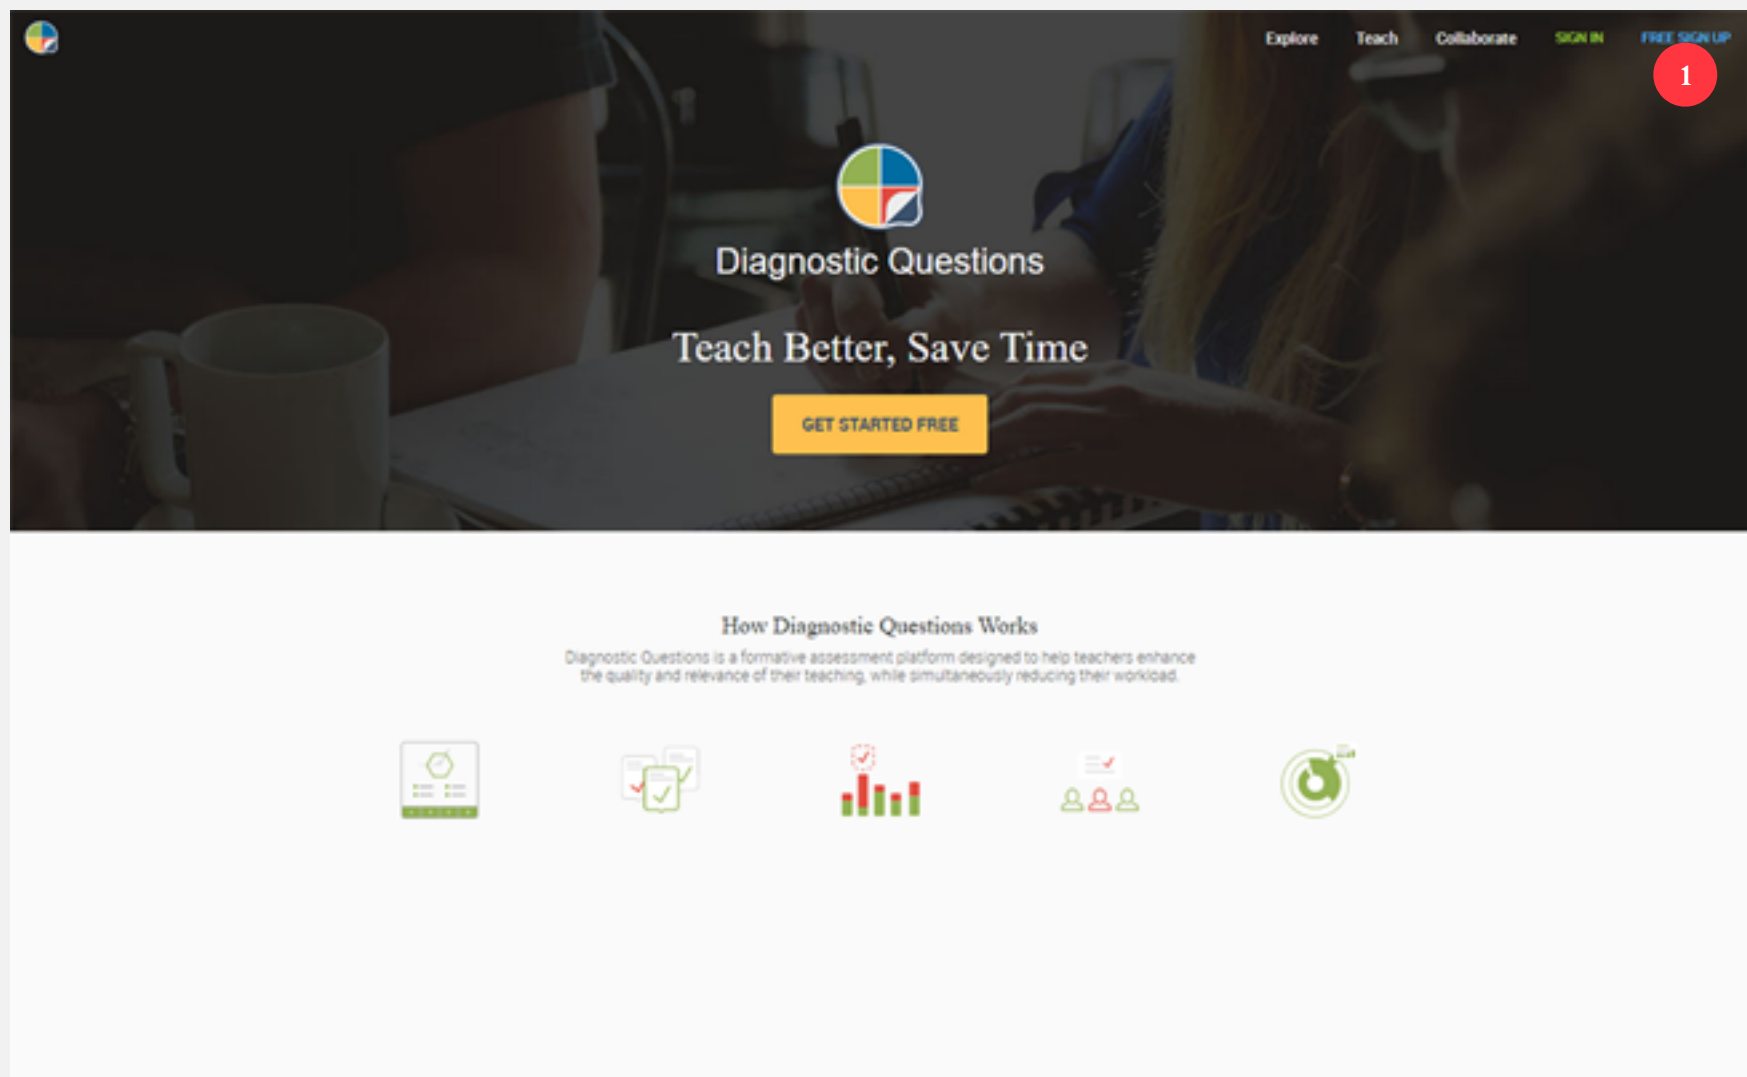 Explore Teach Collaborate SIGN IN FREE SIGN UP
1
Diagnostic Questions
Teach Better, Save Time
GET STARTED FREE
How Diagnostic Questions Works
Diagnostic Questions is a formative assessment platform designed to help teachers enhance
the quality and relevance of their teaching, while simultaneously reducing their workload.